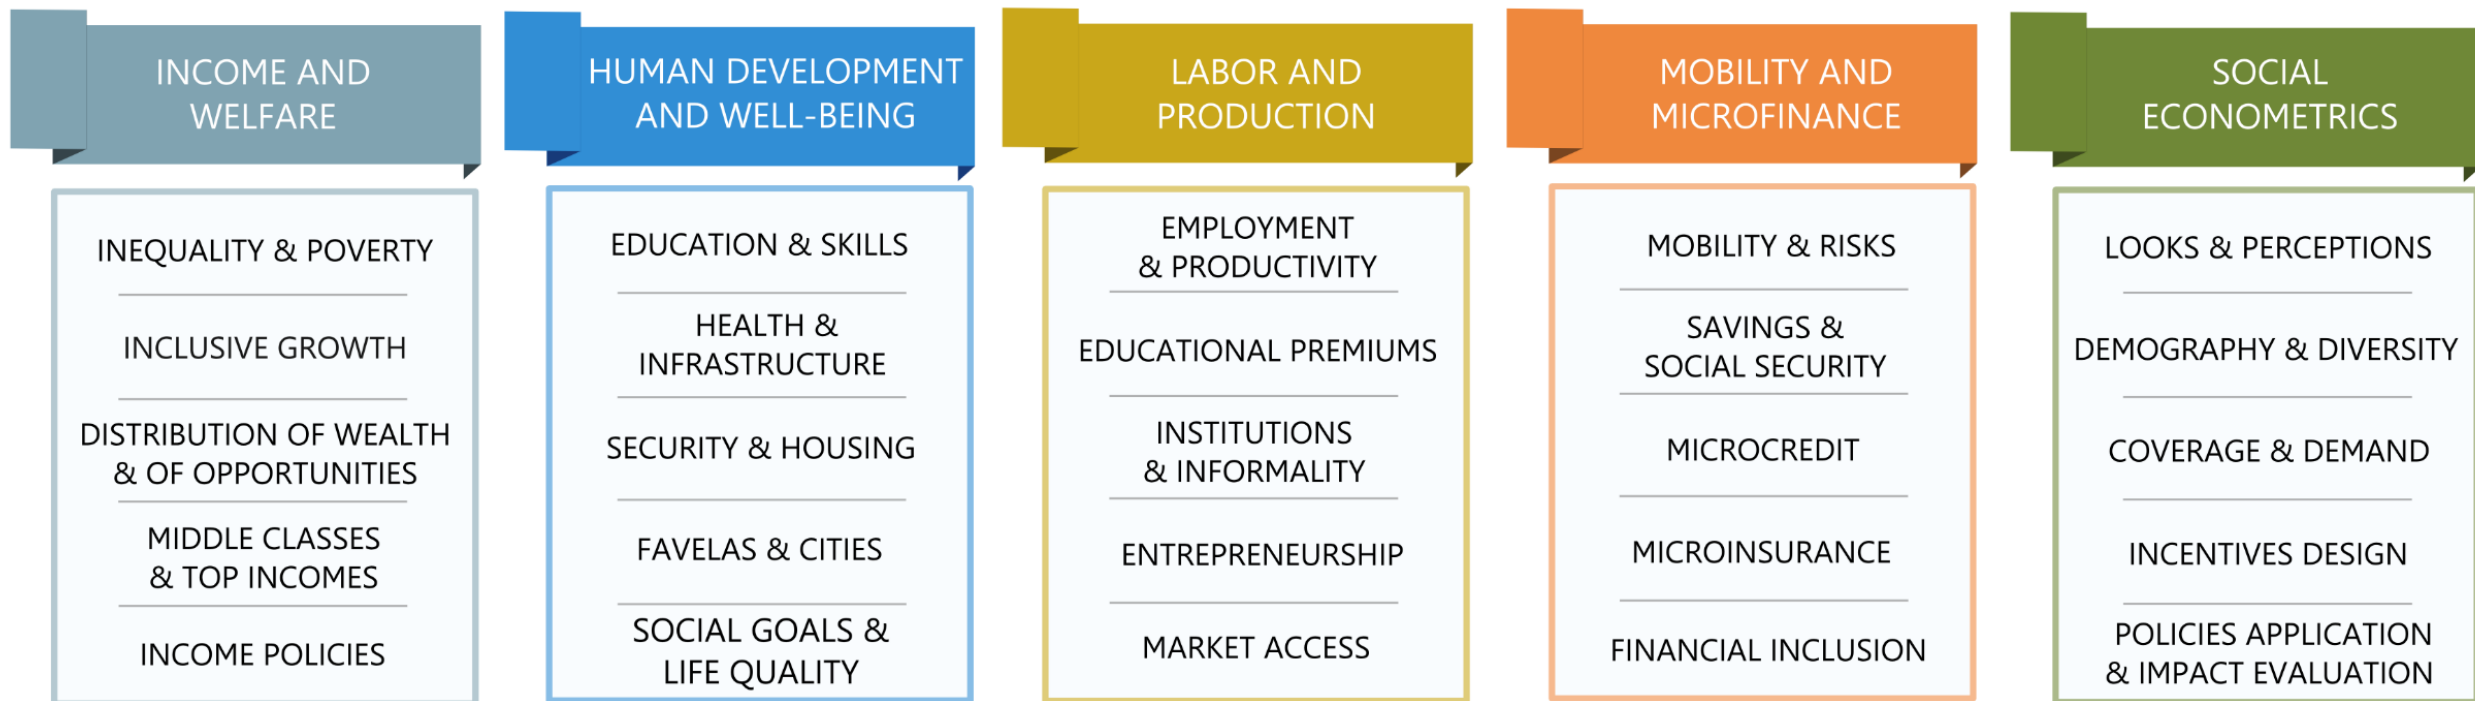 INCOME AND
WELFARE
INEQUALITY & POVERTY
INCLUSIVE GROWTH
DISTRIBUTION OF WEALTH
& OF OPPORTUNITIES
MIDDLE CLASSES
& TOP INCOMES
INCOME POLICIES
HUMAN DEVELOPMENT
AND WELL-BEING
EDUCATION & SKILLS
HEALTH &
INFRASTRUCTURE
SECURITY & HOUSING
FAVELAS & CITIES
SOCIAL GOALS &
LIFE QUALITY
LABOR AND
PRODUCTION
EMPLOYMENT
& PRODUCTIVITY
EDUCATIONAL PREMIUMS
INSTITUTIONS
& INFORMALITY
ENTREPRENEURSHIP
MARKET ACCESS
MOBILITY AND
MICROFINANCE
MOBILITY & RISKS
SAVINGS &
SOCIAL SECURITY
MICROCREDIT
MICROINSURANCE
FINANCIAL INCLUSION
SOCIAL
ECONOMETRICS
LOOKS & PERCEPTIONS
DEMOGRAPHY & DIVERSITY
COVERAGE & DEMAND
INCENTIVES DESIGN
POLICIES APPLICATION
& IMPACT EVALUATION